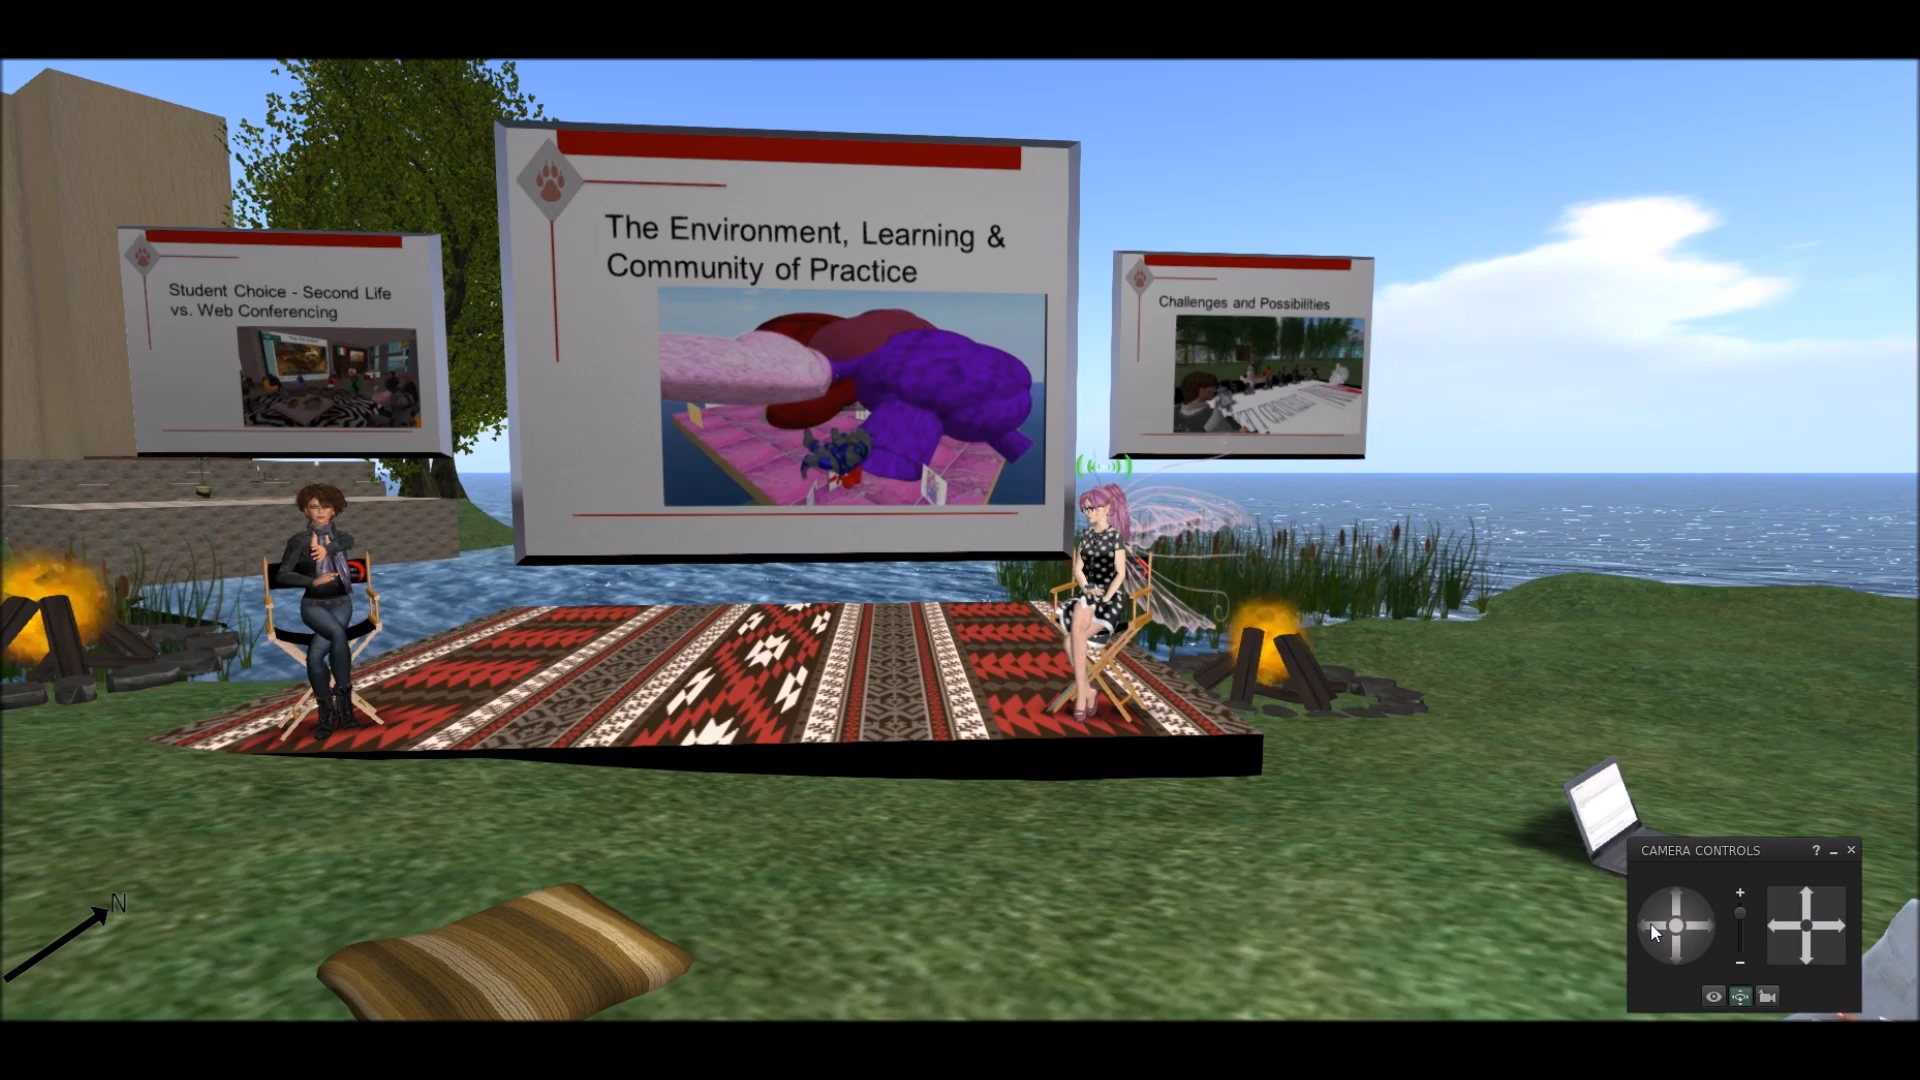 Student Choice - Second Life
vs. Web Conferencing
The Environment, Learning &
Community of Practice
Challenges and Possibilities
N
CAMERA CONTROLS